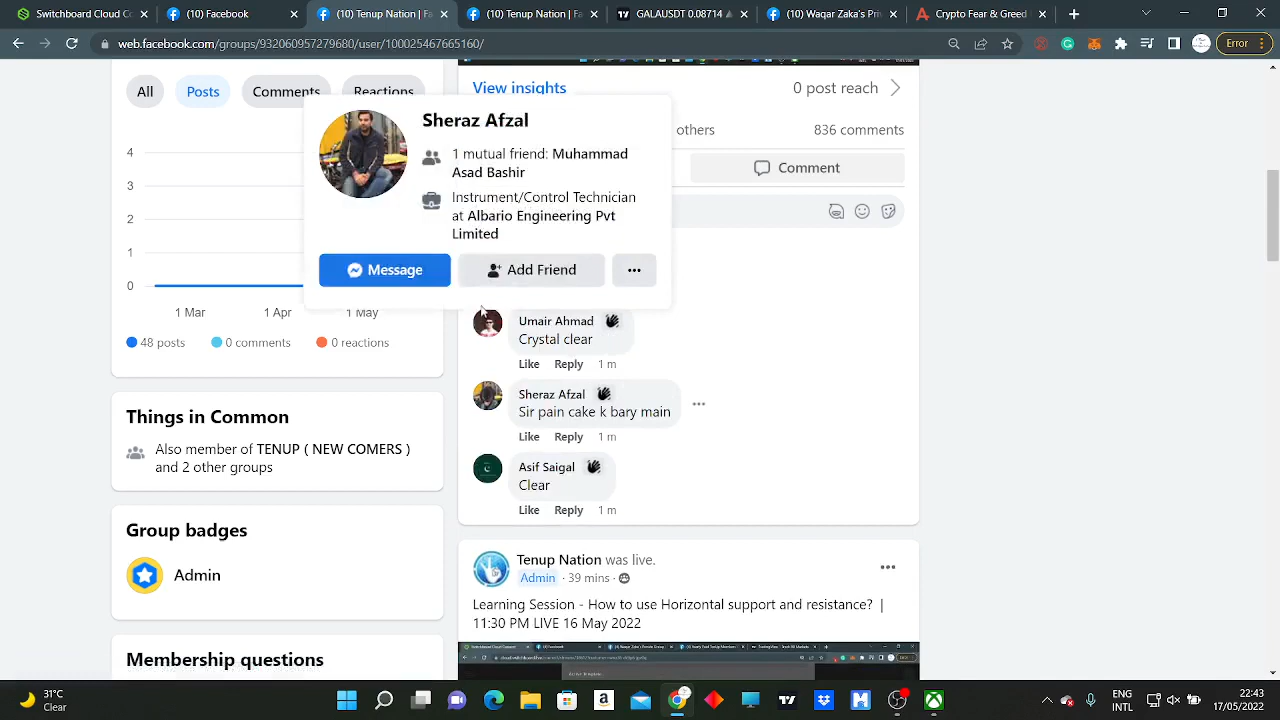 Switchboard Cloud Co
(10) Facebook
(10) Tenup Nation | Fa
(10) Facebook
GALAUSDT 0.08714
(10) Waqar Zaka's Pr
Crypto Fear & Greed
web.facebook.com/groups/932060957279680/user/100025467665160/
Error
All
Posts
Comments
Reactions
4
3
2
1
0
1 Mar
1 Apr
1 May
48 posts
0 comments
0 reactions
Things in Common
Also member of TENUP ( NEW COMERS )
and 2 other groups
Group badges
Admin
Membership questions
Sheraz Afzal
1 mutual friend: Muhammad
Asad Bashir
Instrument/Control Technician
at Albario Engineering Pvt
Limited
Message
Add Friend
View insights
0 post reach
others
836 comments
Comment
Umair Ahmad
Crystal clear
Like Reply 1 m
Sheraz Afzal
Sir pain cake k bary main
Like Reply 1 m
Asif Saigal
Clear
Like Reply 1 m
Tenup Nation was live.
Admin · 39 mins ·
Learning Session - How to use Horizontal support and resistance? |
11:30 PM LIVE 16 May 2022
31°C
Clear
ENG
INTL
22:43
17/05/2022